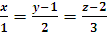 x/1 = y−1/2 = z−2/3